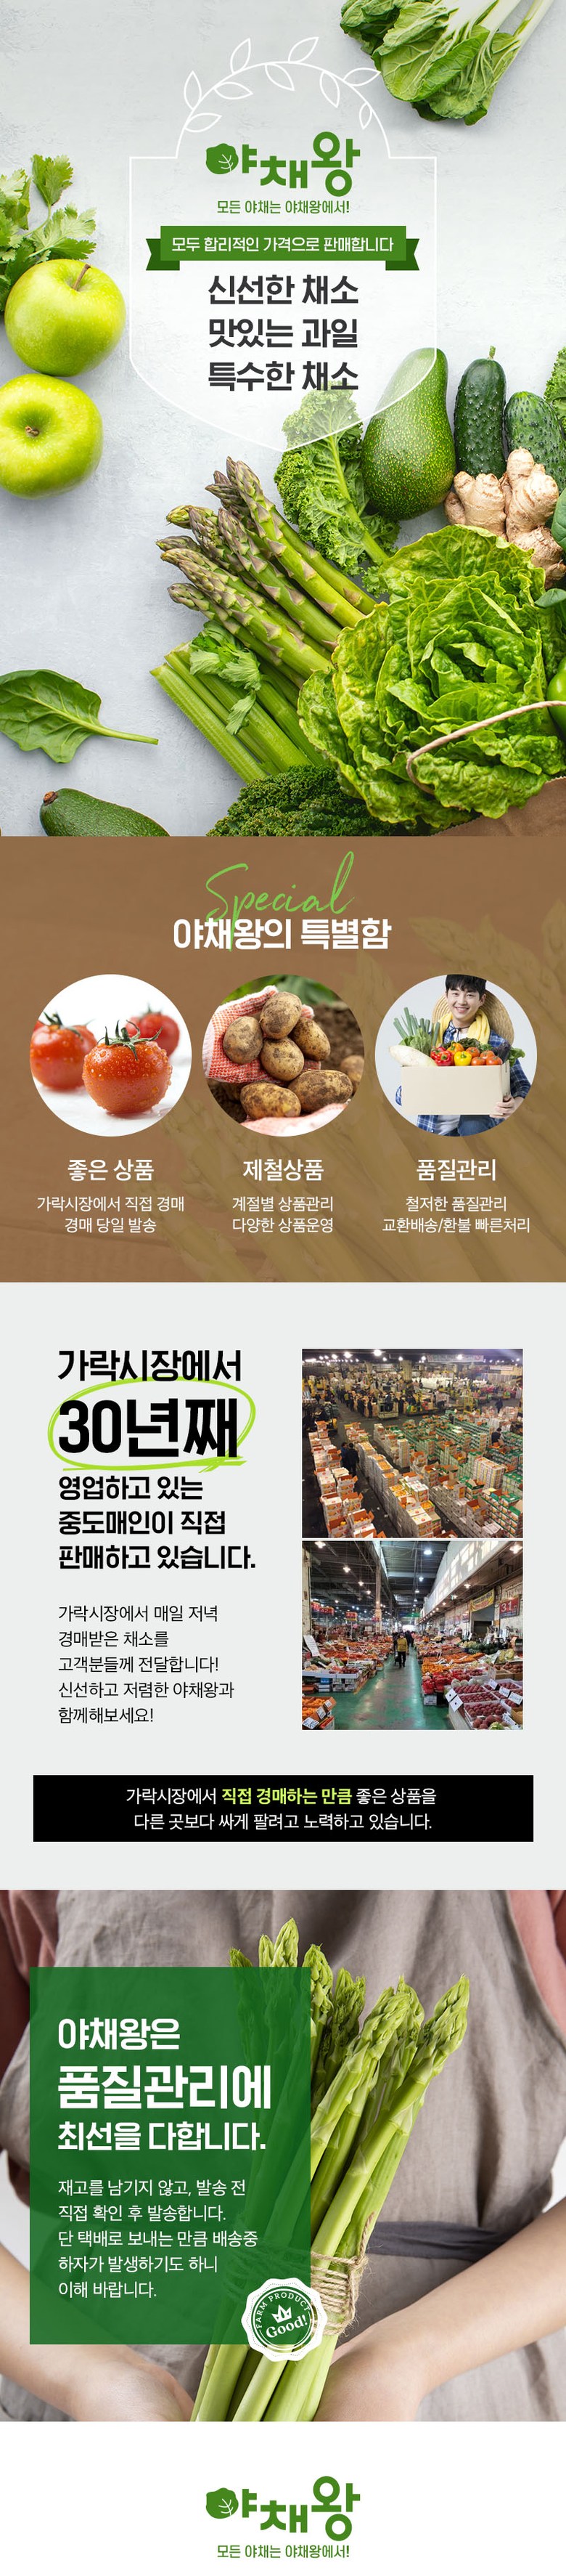 야채왕
모든 야채는 야채왕에서!
모두 합리적인 가격으로 판매합니다
신선한 채소
맛있는 과일
특수한 채소
Special
야채왕의 특별함
좋은 상품
가락시장에서 직접 경매
경매 당일 발송
제철상품
계절별 상품관리
다양한 상품운영
품질관리
철저한 품질관리
교환배송/환불 빠른처리
가락시장에서
30년째
영업하고 있는
중도매인이 직접
판매하고 있습니다.
가락시장에서 매일 저녁
경매받은 채소를
고객분들께 전달합니다!
신선하고 저렴한 야채왕과
함께해보세요!
31
가락시장에서 직접 경매하는 만큼 좋은 상품을
다른 곳보다 싸게 팔려고 노력하고 있습니다.
야채왕은
품질관리에
최선을 다합니다.
재고를 남기지 않고, 발송 전
직접 확인 후 발송합니다.
단 택배로 보내는 만큼 배송중
하자가 발생하기도 하니
이해 바랍니다.
FARM PRODUCT
Good!
야채왕
모든 야채는 야채왕에서!